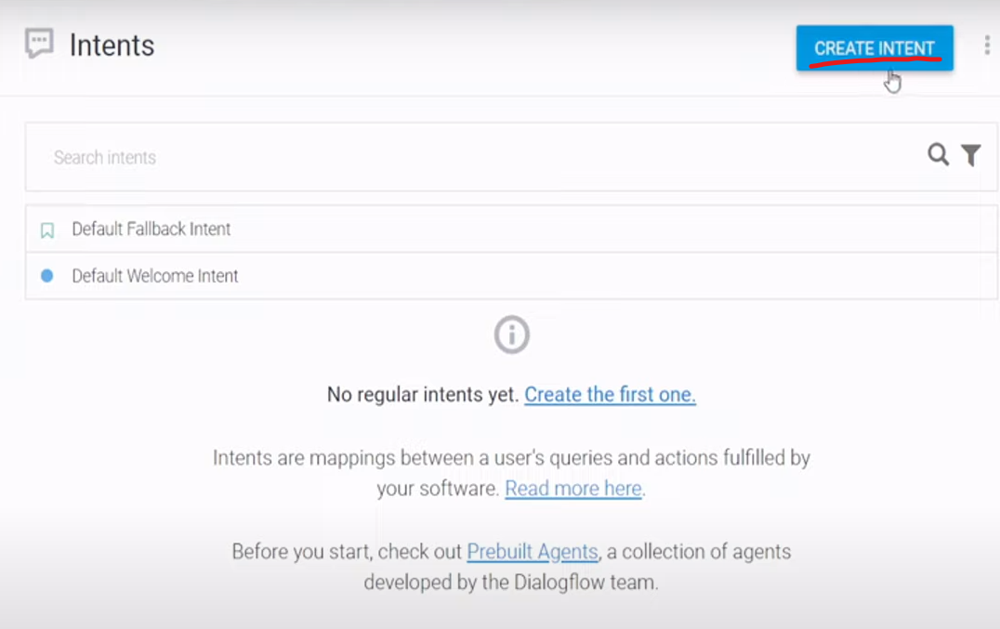 Intents
CREATE INTENT
Search intents
Default Fallback Intent
Default Welcome Intent
No regular intents yet. Create the first one.
Intents are mappings between a user's queries and actions fulfilled by
your software. Read more here.
Before you start, check out Prebuilt Agents, a collection of agents
developed by the Dialogflow team.